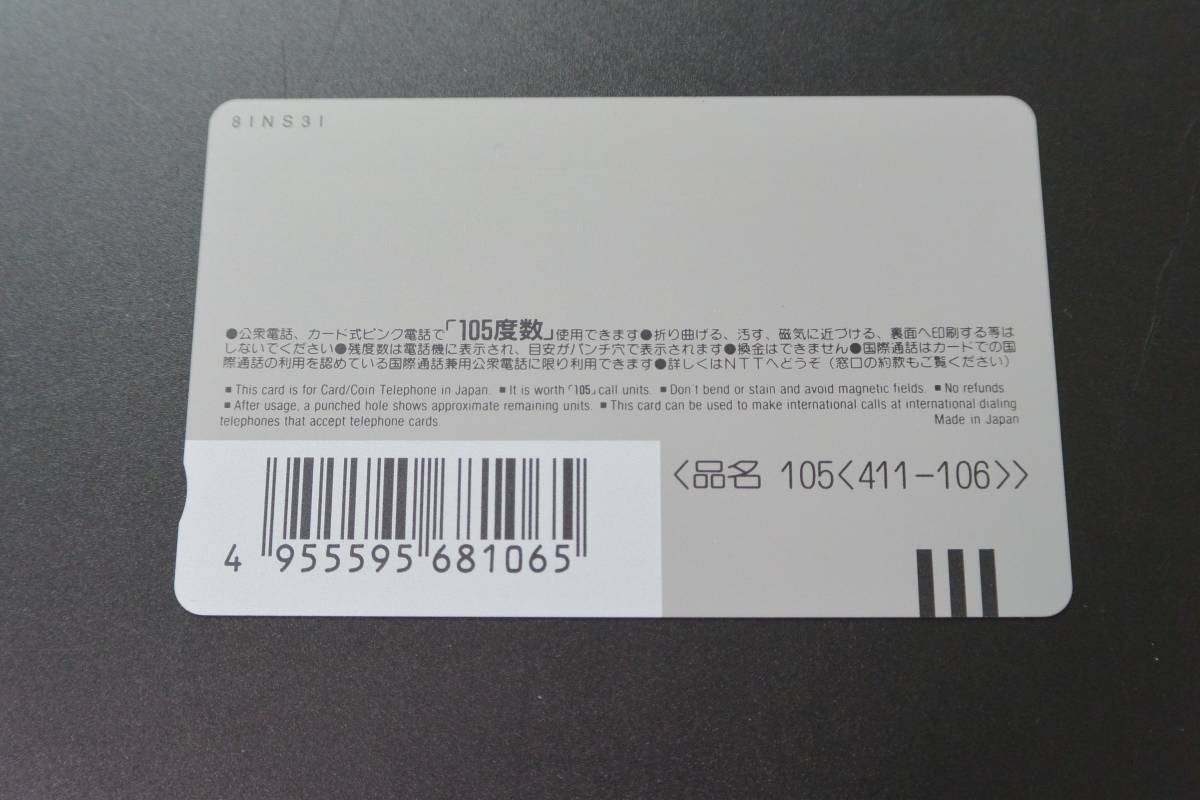 8INS31
●公衆電話、カード式ピンク電話で「105度数」使用できます●折り曲げる、汚す、磁気に近づける、裏面へ印刷する等は
しないでください●残度数は電話機に表示され、目安がパンチ穴で表示されます●換金はできません●国際通話はカードでの国
際通話の利用を認めている国際通話兼用公衆電話に限り利用できます●詳しくはNTTへどうぞ（窓口の約款もご覧ください）
■ This card is for Card/Coin Telephone in Japan. ■ It is worth「105」call units. ■ Don't bend or stain and avoid magnetic fields. ■ No refunds.
■ After usage, a punched hole shows approximate remaining units. ■ This card can be used to make international calls at international dialing
telephones that accept telephone cards. Made in Japan
〈品名 105〈411-106〉〉
4 955595 681065